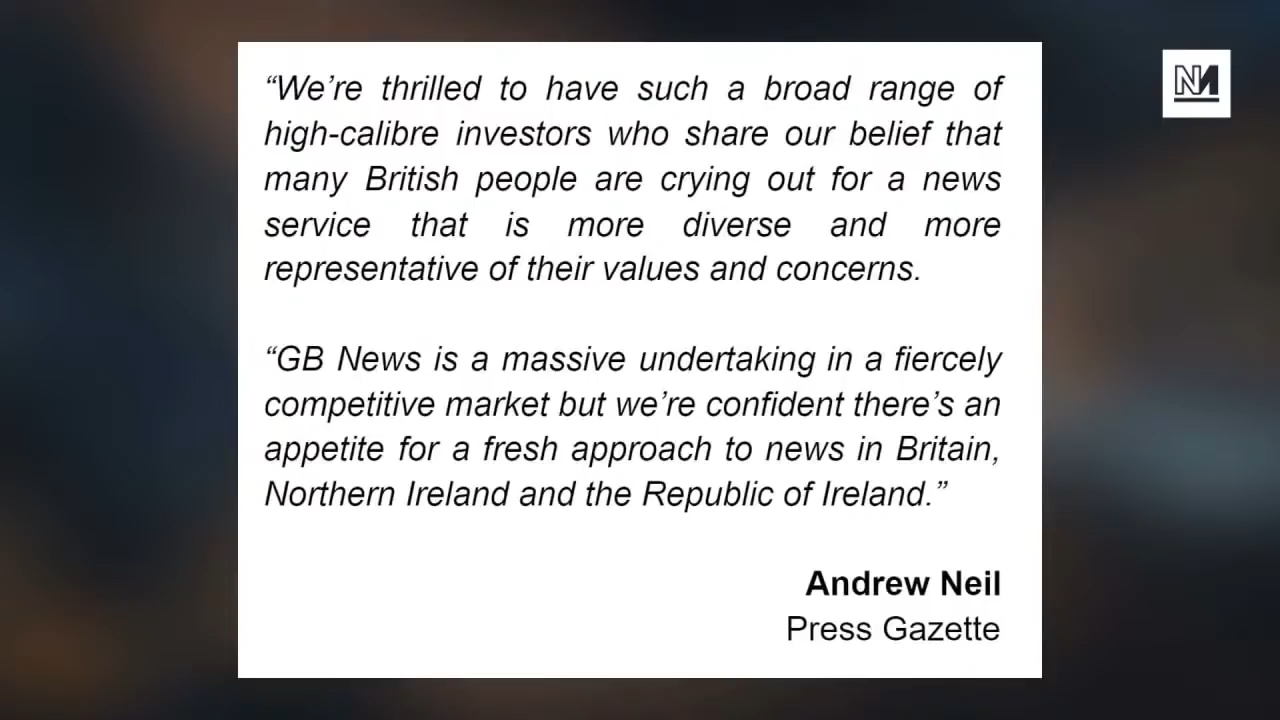 “We’re thrilled to have such a broad range of
high-calibre investors who share our belief that
many British people are crying out for a news
service that is more diverse and more
representative of their values and concerns.
“GB News is a massive undertaking in a fiercely
competitive market but we’re confident there’s an
appetite for a fresh approach to news in Britain,
Northern Ireland and the Republic of Ireland.”
Andrew Neil
Press Gazette
NM